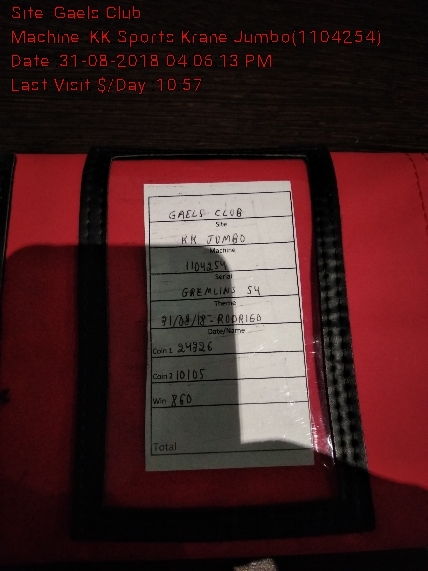 Site Gaels Club
Machine KK Sports Krane Jumbo(1104254)
Date 31-08-2018 04 06 13 PM
Last Visit $/Day 10 57
GAELS CLUB
Site
KK JUMBO
Machine
1104254
Serial
GREMLINS S4
Theme
31/08/18-RODRIGO
Date/Name
Coin 1 24926
Coin 2 10105
Win 860
Total